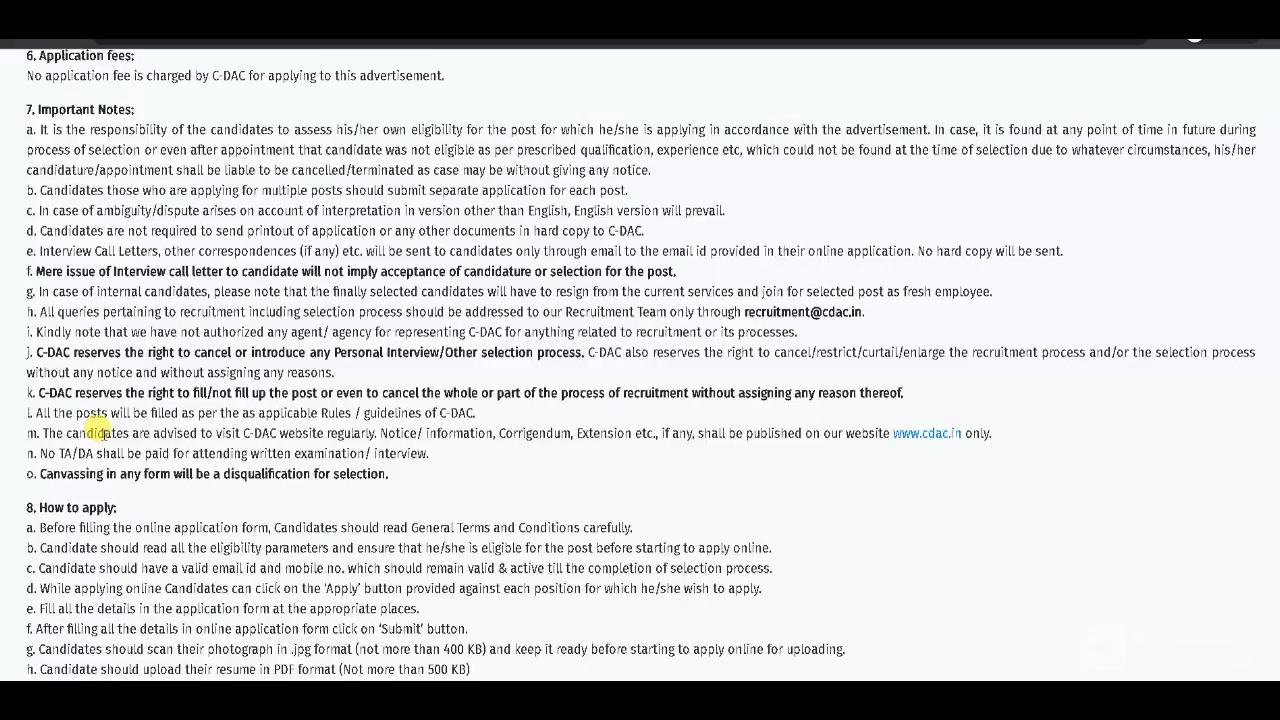 6. Application fees:
No application fee is charged by C-DAC for applying to this advertisement.
7. Important Notes:
a. It is the responsibility of the candidates to assess his/her own eligibility for the post for which he/she is applying in accordance with the advertisement. In case, it is found at any point of time in future during
process of selection or even after appointment that candidate was not eligible as per prescribed qualification, experience etc, which could not be found at the time of selection due to whatever circumstances, his/her
candidature/appointment shall be liable to be cancelled/terminated as case may be without giving any notice.
b. Candidates those who are applying for multiple posts should submit separate application for each post.
c. In case of ambiguity/dispute arises on account of interpretation in version other than English, English version will prevail.
d. Candidates are not required to send printout of application or any other documents in hard copy to C-DAC.
e. Interview Call Letters, other correspondences (if any) etc. will be sent to candidates only through email to the email id provided in their online application. No hard copy will be sent.
f. Mere issue of Interview call letter to candidate will not imply acceptance of candidature or selection for the post.
g. In case of internal candidates, please note that the finally selected candidates will have to resign from the current services and join for selected post as fresh employee.
h. All queries pertaining to recruitment including selection process should be addressed to our Recruitment Team only through recruitment@cdac.in.
i. Kindly note that we have not authorized any agent/ agency for representing C-DAC for anything related to recruitment or its processes.
j. C-DAC reserves the right to cancel or introduce any Personal Interview/Other selection process. C-DAC also reserves the right to cancel/restrict/curtail/enlarge the recruitment process and/or the selection process
without any notice and without assigning any reasons.
k. C-DAC reserves the right to fill/not fill up the post or even to cancel the whole or part of the process of recruitment without assigning any reason thereof.
l. All the posts will be filled as per the as applicable Rules / guidelines of C-DAC.
m. The candidates are advised to visit C-DAC website regularly. Notice/ information, Corrigendum, Extension etc., if any, shall be published on our website www.cdac.in only.
n. No TA/DA shall be paid for attending written examination/ interview.
o. Canvassing in any form will be a disqualification for selection.
8. How to apply:
a. Before filling the online application form, Candidates should read General Terms and Conditions carefully.
b. Candidate should read all the eligibility parameters and ensure that he/she is eligible for the post before starting to apply online.
c. Candidate should have a valid email id and mobile no. which should remain valid & active till the completion of selection process.
d. While applying online Candidates can click on the ‘Apply’ button provided against each position for which he/she wish to apply.
e. Fill all the details in the application form at the appropriate places.
f. After filling all the details in online application form click on ‘Submit’ button.
g. Candidates should scan their photograph in .jpg format (not more than 400 KB) and keep it ready before starting to apply online for uploading.
h. Candidate should upload their resume in PDF format (Not more than 500 KB)